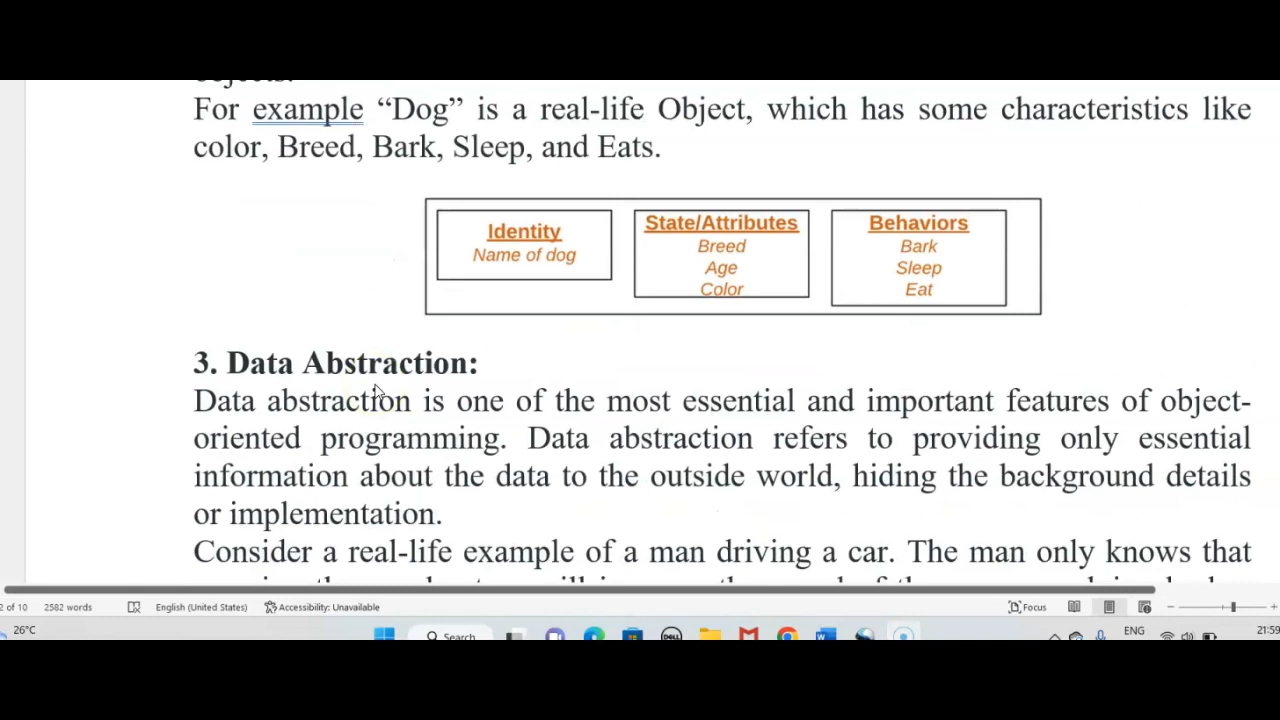 objects.
For example “Dog” is a real-life Object, which has some characteristics like
color, Breed, Bark, Sleep, and Eats.
Identity
Name of dog
State/Attributes
Breed
Age
Color
Behaviors
Bark
Sleep
Eat
3. Data Abstraction:
Data abstraction is one of the most essential and important features of object-
oriented programming. Data abstraction refers to providing only essential
information about the data to the outside world, hiding the background details
or implementation.
Consider a real-life example of a man driving a car. The man only knows that
2 of 10 2582 words English (United States) Accessibility: Unavailable Focus
26°C Search ENG 21:59